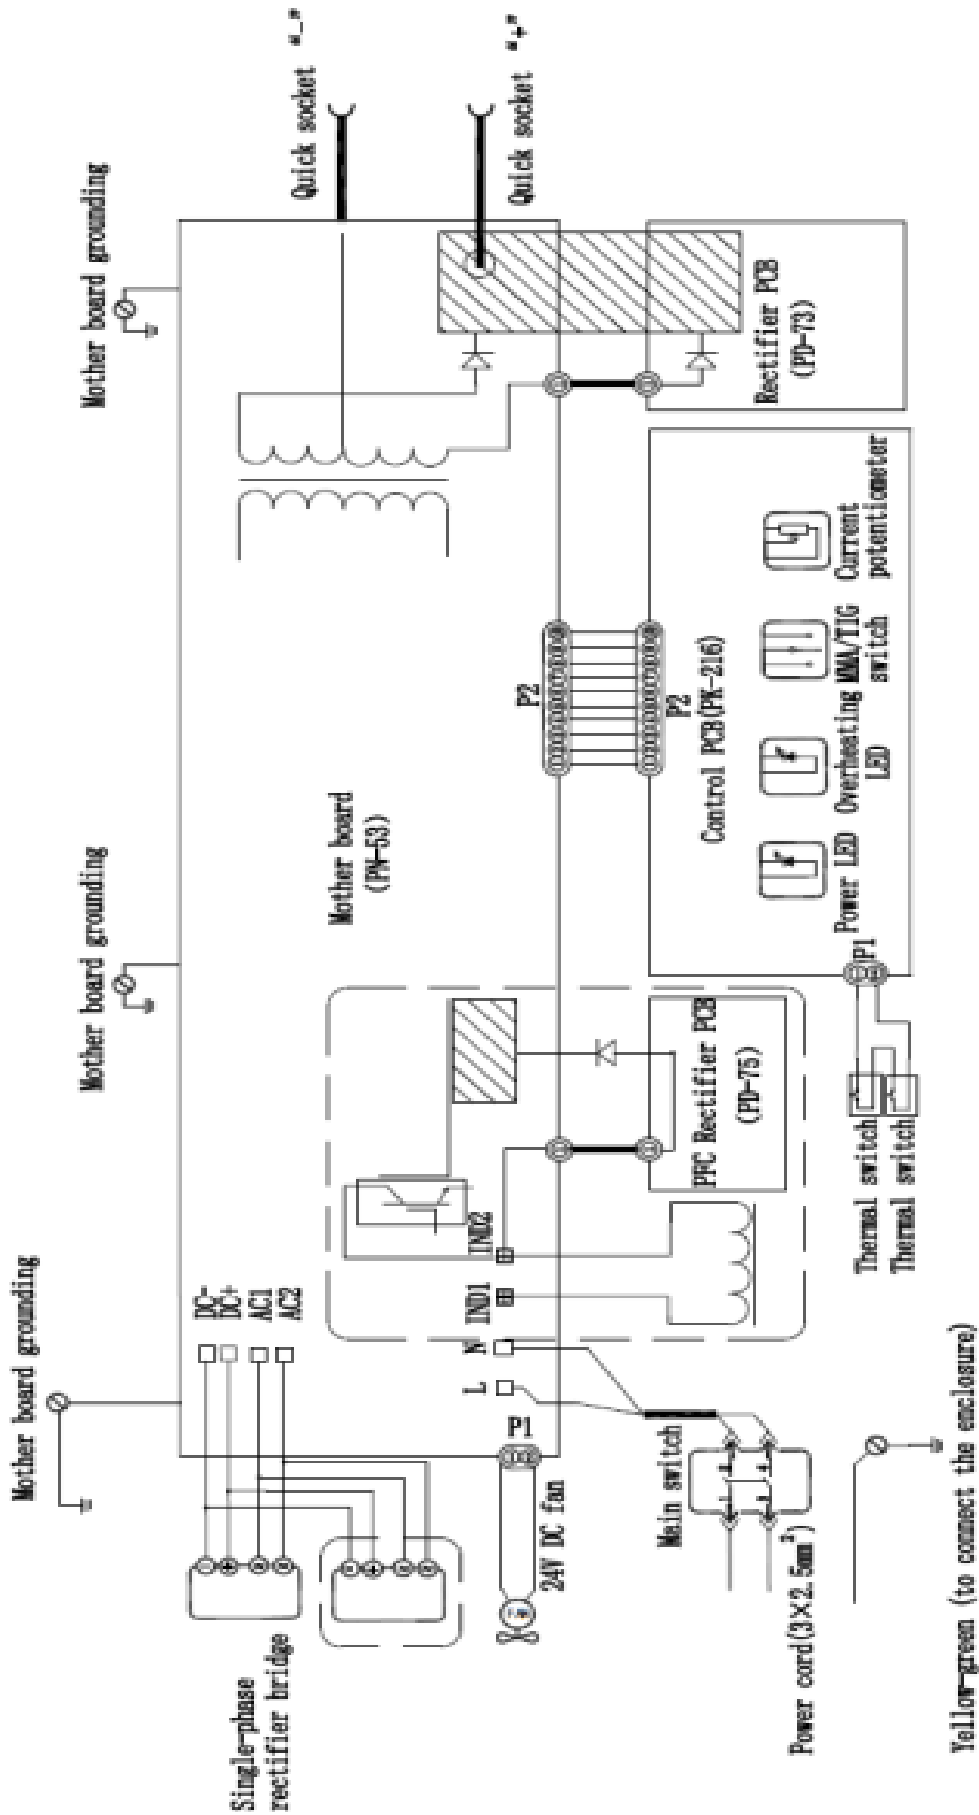 Mother board grounding
Mother board grounding
Mother board grounding
Quick socket "-"
Quick socket "+"
DC-
DC+
AC1
AC2
Single-phase
rectifier bridge
Mother board
(PM-53)
P1
24V DC fan
L
N
IND1
IND2
P2
P2
Main switch
PFC Rectifier PCB
(PD-75)
Control PCB(PK-216)
Rectifier PCB
(PD-73)
Power LED
Overheating
LED
MMA/TIG
switch
Current
potentiometer
P1
Thermal switch
Thermal switch
Power cord(3×2.5mm²)
Yellow-green (to connect the enclosure)